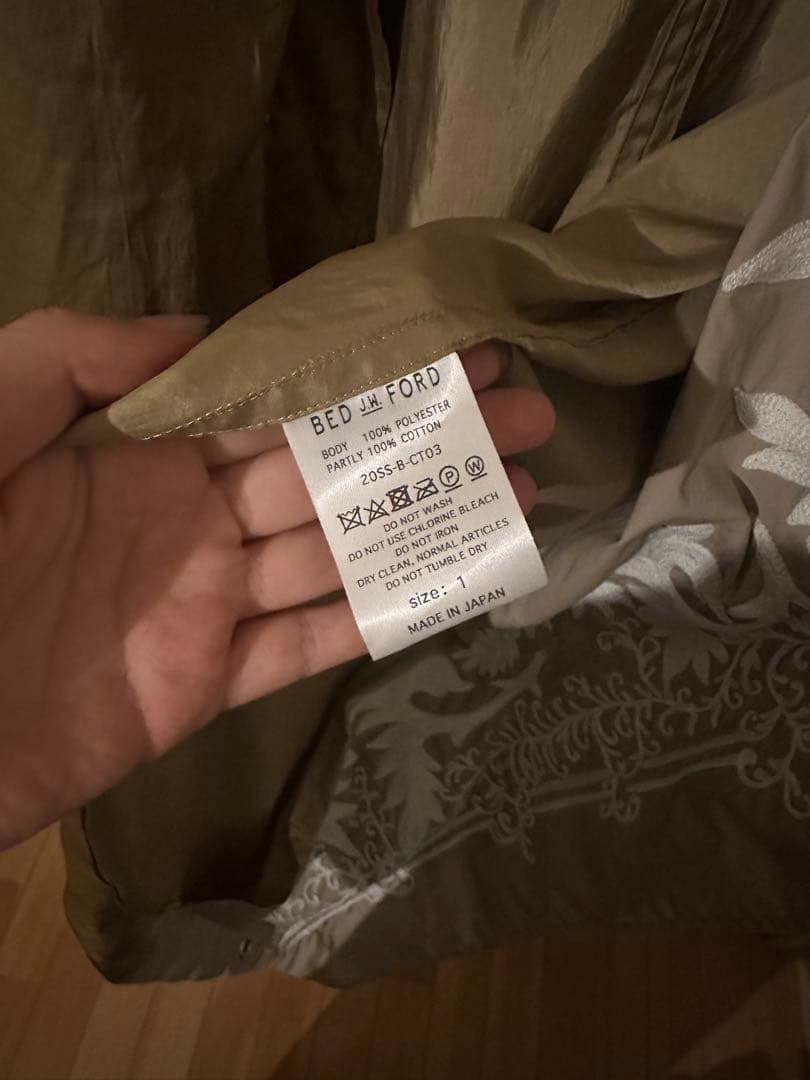 BED J.W. FORD
BODY 100% POLYESTER
PARTLY 100% COTTON
20SS-B-CT03
P W
DO NOT WASH
DO NOT USE CHLORINE BLEACH
DO NOT IRON
DRY CLEAN, NORMAL ARTICLES
DO NOT TUMBLE DRY
size: 1
MADE IN JAPAN